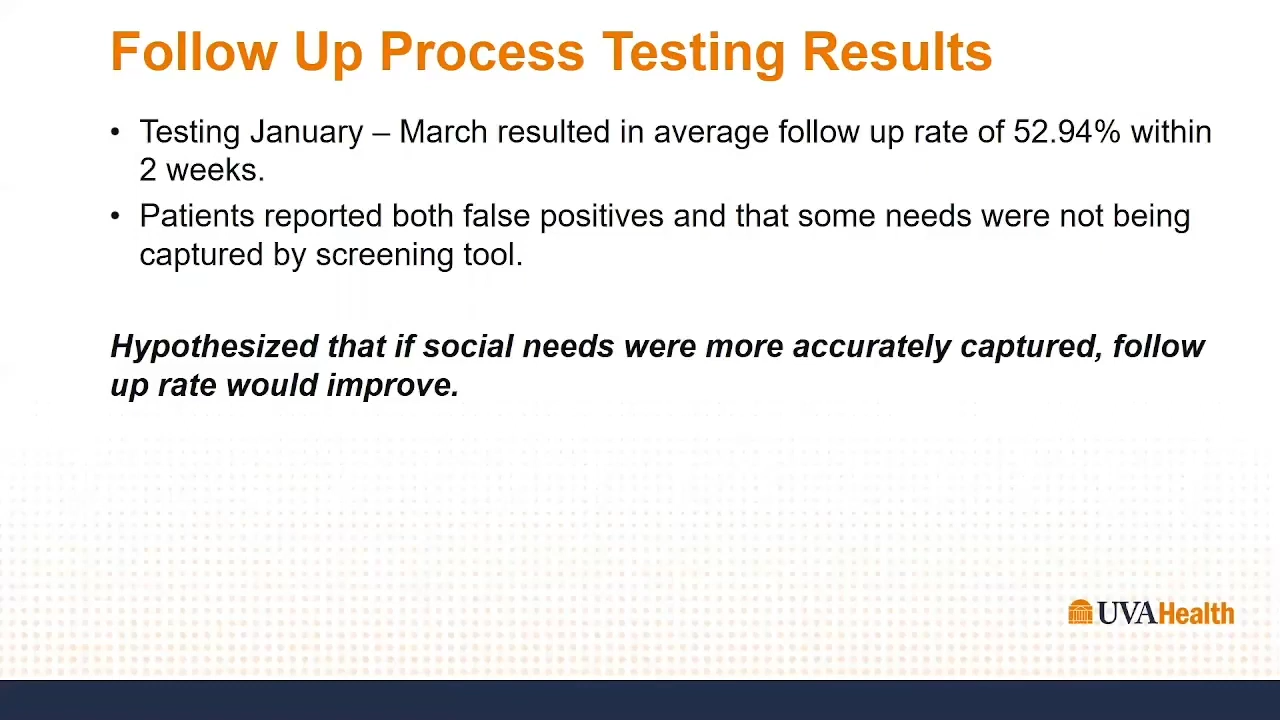 Follow Up Process Testing Results
• Testing January – March resulted in average follow up rate of 52.94% within
2 weeks.
• Patients reported both false positives and that some needs were not being
captured by screening tool.
Hypothesized that if social needs were more accurately captured, follow
up rate would improve.
UVAHealth